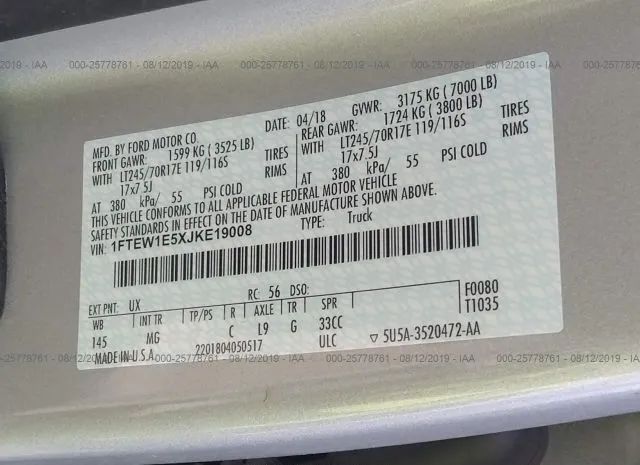 000-25778761 - 08/12/2019 - IAA
MFD. BY FORD MOTOR CO.
DATE: 04/18 GVWR: 3175 KG ( 7000 LB)
FRONT GAWR: 1599 KG ( 3525 LB)
REAR GAWR: 1724 KG ( 3800 LB)
WITH LT245/70R17E 119/116S TIRES
WITH LT245/70R17E 119/116S TIRES
17x7.5J RIMS
17x7.5J RIMS
AT 380 kPa/ 55 PSI COLD
AT 380 kPa/ 55 PSI COLD
THIS VEHICLE CONFORMS TO ALL APPLICABLE FEDERAL MOTOR VEHICLE
SAFETY STANDARDS IN EFFECT ON THE DATE OF MANUFACTURE SHOWN ABOVE.
VIN: 1FTEW1E5XJKE19008
TYPE: Truck
EXT PNT: UX RC: 56 DSO: F0080
WB INT TR TP/PS R AXLE TR SPR T1035
145 MG C L9 G 33CC
MADE IN U.S.A. 2201804050517 ULC ▽ 5U5A-3520472-AA